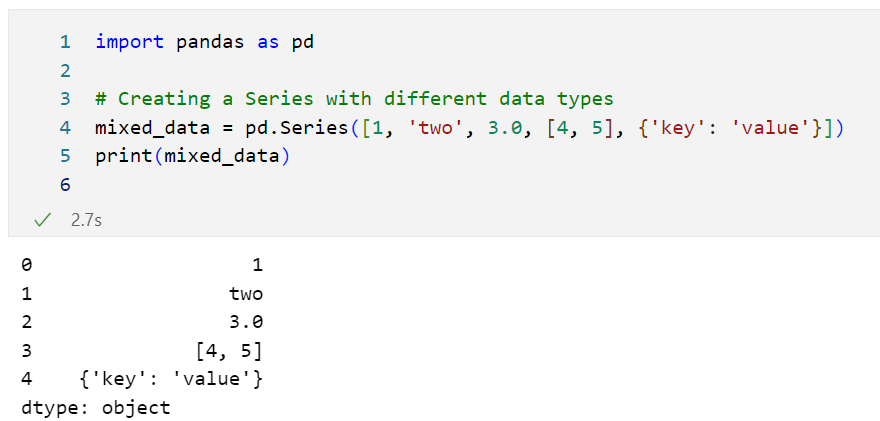 1 import pandas as pd
2
3 # Creating a Series with different data types
4 mixed_data = pd.Series([1, 'two', 3.0, [4, 5], {'key': 'value'}])
5 print(mixed_data)
6
✓ 2.7s
0                  1
1                two
2                3.0
3             [4, 5]
4    {'key': 'value'}
dtype: object